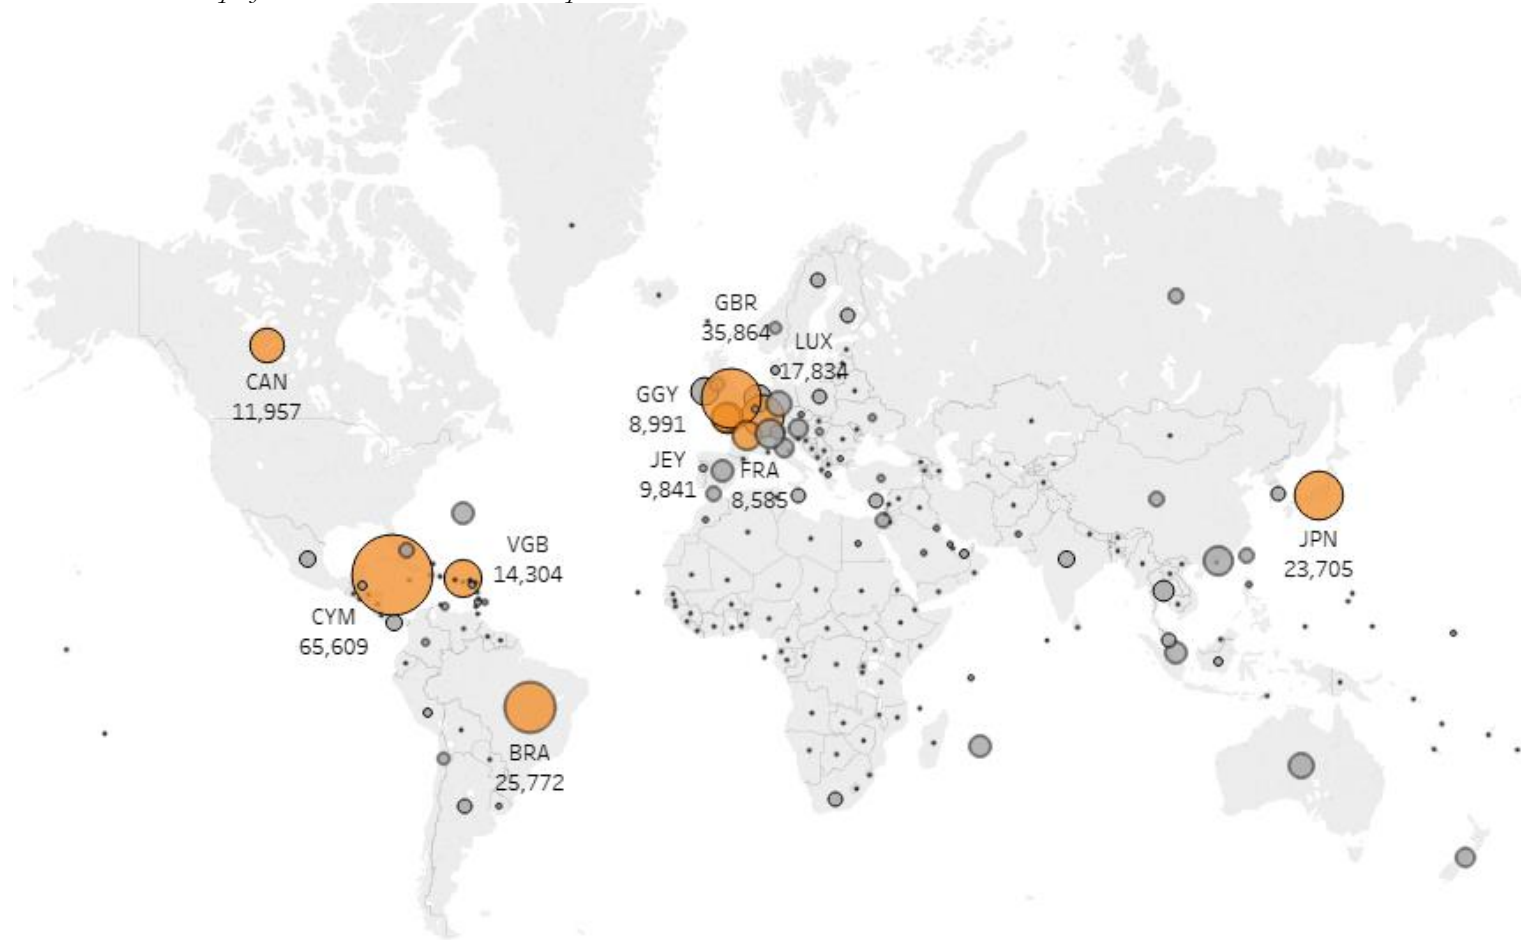 GBR
35,864
LUX
17,834
CAN
11,957
GGY
8,991
JEY
9,841
FRA
8,585
VGB
14,304
JPN
23,705
CYM
65,609
BRA
25,772